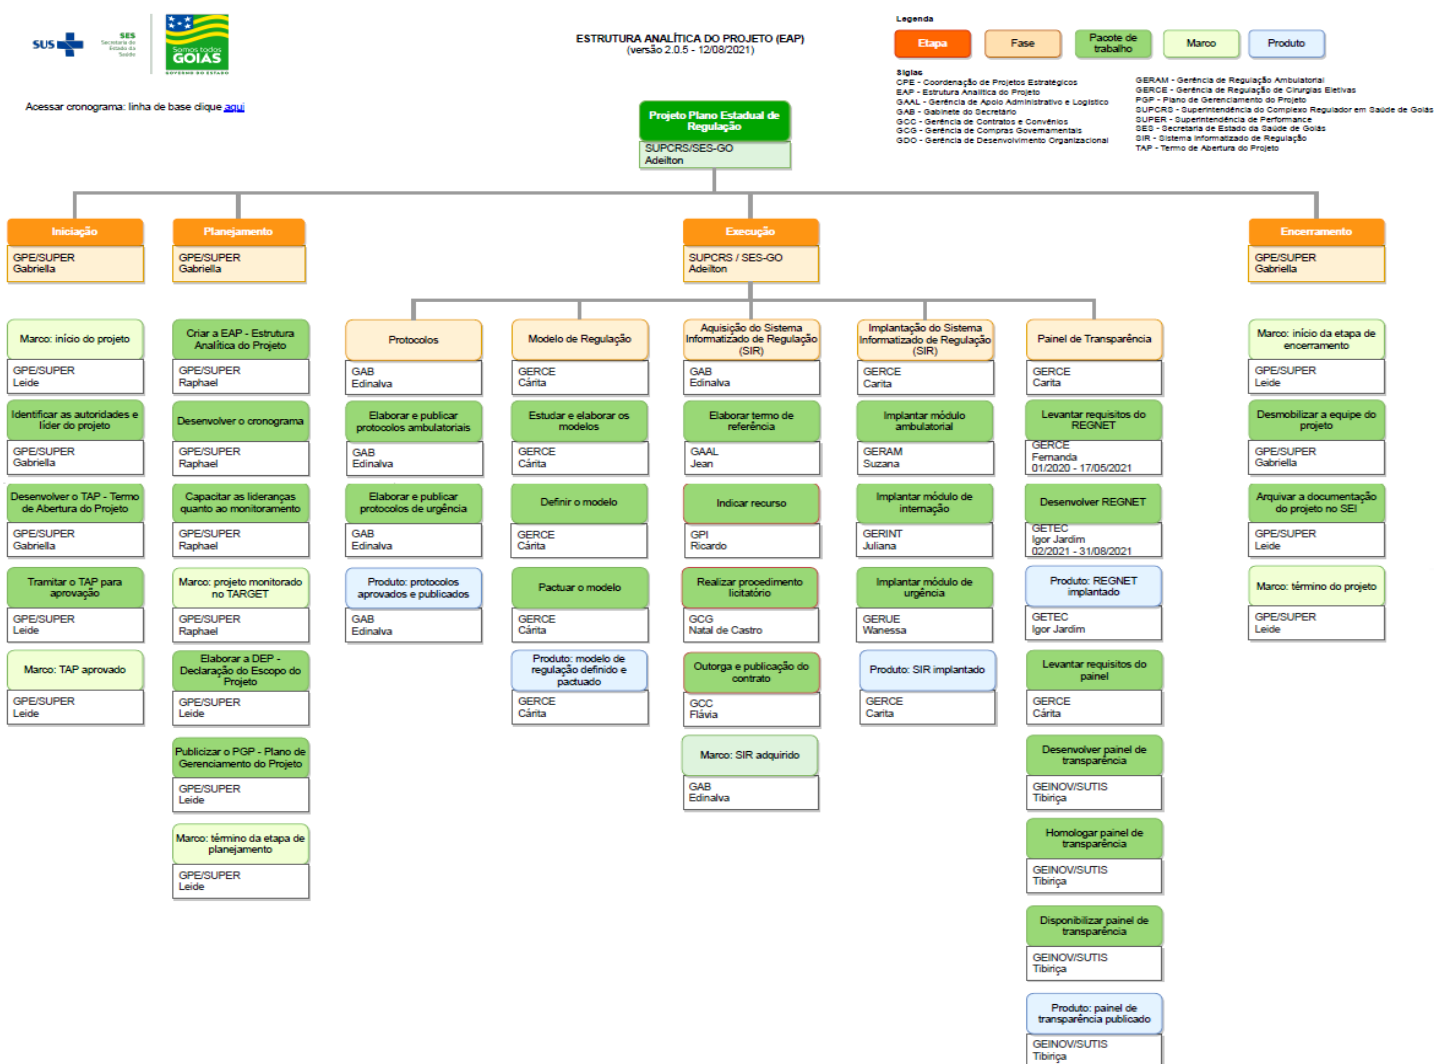 SUS
SES
Secretaria de
Estado da
Saúde
Somos todos
GOIÁS
GOVERNO DO ESTADO
Acessar cronograma: linha de base clique aqui
ESTRUTURA ANALÍTICA DO PROJETO (EAP)
(versão 2.0.5 - 12/08/2021)
Legenda
Etapa
Fase
Pacote de
trabalho
Marco
Produto
Siglas
CPE - Coordenação de Projetos Estratégicos
EAP - Estrutura Analítica do Projeto
GAAL - Gerência de Apoio Administrativo e Logístico
GAB - Gabinete do Secretário
GCC - Gerência de Contratos e Convênios
GCG - Gerência de Compras Governamentais
GDO - Gerência de Desenvolvimento Organizacional
GERAM - Gerência de Regulação Ambulatorial
GERCE - Gerência de Regulação de Cirurgias Eletivas
PGP - Plano de Gerenciamento do Projeto
SUPCRS - Superintendência do Complexo Regulador em Saúde de Goiás
SUPER - Superintendência de Performance
SES - Secretaria de Estado da Saúde de Goiás
SIR - Sistema Informatizado de Regulação
TAP - Termo de Abertura do Projeto
Projeto Plano Estadual de
Regulação
SUPCRS/SES-GO
Adeilton
Iniciação
GPE/SUPER
Gabriella
Marco: início do projeto
GPE/SUPER
Leide
Identificar as autoridades e
líder do projeto
GPE/SUPER
Gabriella
Desenvolver o TAP - Termo
de Abertura do Projeto
GPE/SUPER
Gabriella
Tramitar o TAP para
aprovação
GPE/SUPER
Leide
Marco: TAP aprovado
GPE/SUPER
Leide
Planejamento
GPE/SUPER
Gabriella
Criar a EAP - Estrutura
Analítica do Projeto
GPE/SUPER
Raphael
Desenvolver o cronograma
GPE/SUPER
Raphael
Capacitar as lideranças
quanto ao monitoramento
GPE/SUPER
Raphael
Marco: projeto monitorado
no TARGET
GPE/SUPER
Raphael
Elaborar a DEP -
Declaração do Escopo do
Projeto
GPE/SUPER
Leide
Publicizar o PGP - Plano de
Gerenciamento do Projeto
GPE/SUPER
Leide
Marco: término da etapa de
planejamento
GPE/SUPER
Leide
Execução
SUPCRS / SES-GO
Adeilton
Protocolos
GAB
Edinalva
Elaborar e publicar
protocolos ambulatoriais
GAB
Edinalva
Elaborar e publicar
protocolos de urgência
GAB
Edinalva
Produto: protocolos
aprovados e publicados
GAB
Edinalva
Modelo de Regulação
GERCE
Cárita
Estudar e elaborar os
modelos
GERCE
Cárita
Definir o modelo
GERCE
Cárita
Pactuar o modelo
GERCE
Cárita
Produto: modelo de
regulação definido e
pactuado
GERCE
Cárita
Aquisição do Sistema
Informatizado de Regulação
(SIR)
GAB
Edinalva
Elaborar termo de
referência
GAAL
Jean
Indicar recurso
GPI
Ricardo
Realizar procedimento
licitatório
GCG
Natal de Castro
Outorga e publicação do
contrato
GCC
Flávia
Marco: SIR adquirido
GAB
Edinalva
Implantação do Sistema
Informatizado de Regulação
(SIR)
GERCE
Carita
Implantar módulo
ambulatorial
GERAM
Suzana
Implantar módulo de
internação
GERINT
Juliana
Implantar módulo de
urgência
GERUE
Wanessa
Produto: SIR implantado
GERCE
Carita
Painel de Transparência
GERCE
Carita
Levantar requisitos do
REGNET
GERCE
Fernanda
01/2020 - 17/05/2021
Desenvolver REGNET
GETEC
Igor Jardim
02/2021 - 31/08/2021
Produto: REGNET
implantado
GETEC
Igor Jardim
Levantar requisitos do
painel
GERCE
Cárita
Desenvolver painel de
transparência
GEINOV/SUTIS
Tibiriça
Homologar painel de
transparência
GEINOV/SUTIS
Tibiriça
Disponibilizar painel de
transparência
GEINOV/SUTIS
Tibiriça
Produto: painel de
transparência publicado
GEINOV/SUTIS
Tibiriça
Encerramento
GPE/SUPER
Gabriella
Marco: início da etapa de
encerramento
GPE/SUPER
Leide
Desmobilizar a equipe do
projeto
GPE/SUPER
Gabriella
Arquivar a documentação
do projeto no SEI
GPE/SUPER
Leide
Marco: término do projeto
GPE/SUPER
Leide